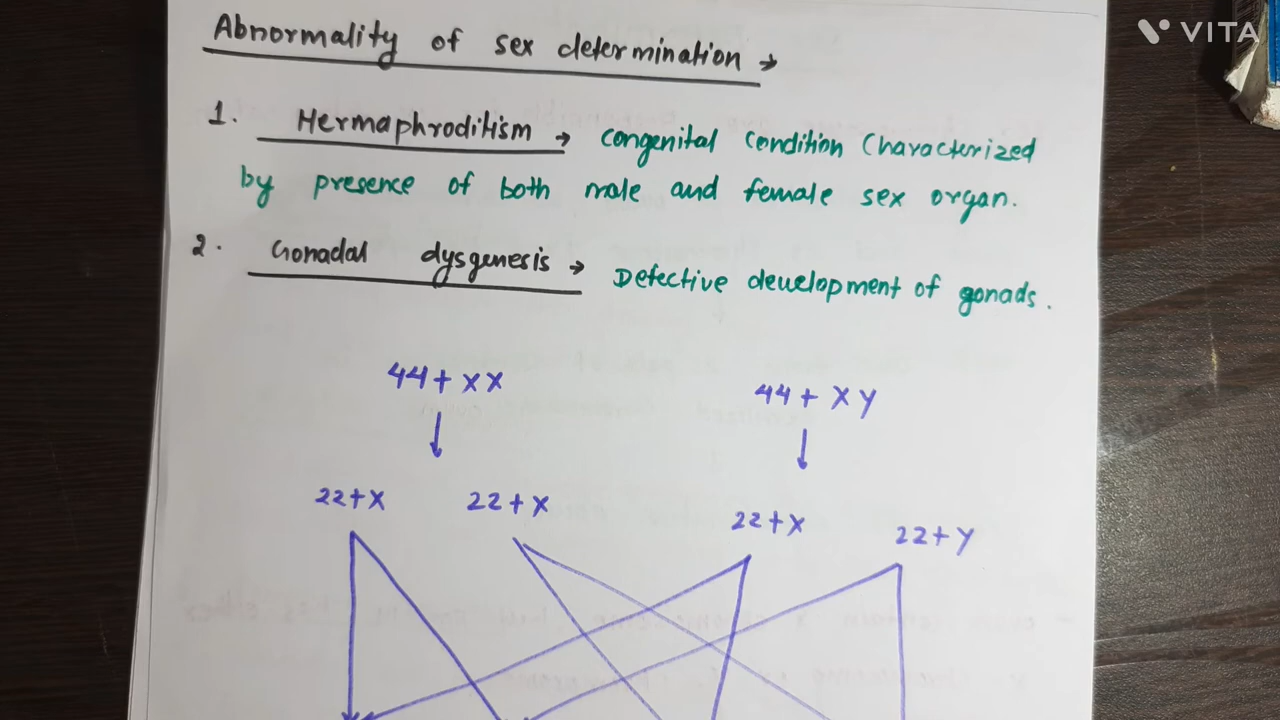 VITA
Abnormality of sex determination →
1. Hermaphroditism → Congenital Condition Characterized
by presence of both male and female sex organ.
2. Gonadal dysgenesis → Defective development of gonads.
44+XX 44+XY
↓ ↓
22+X 22+X 22+X 22+Y